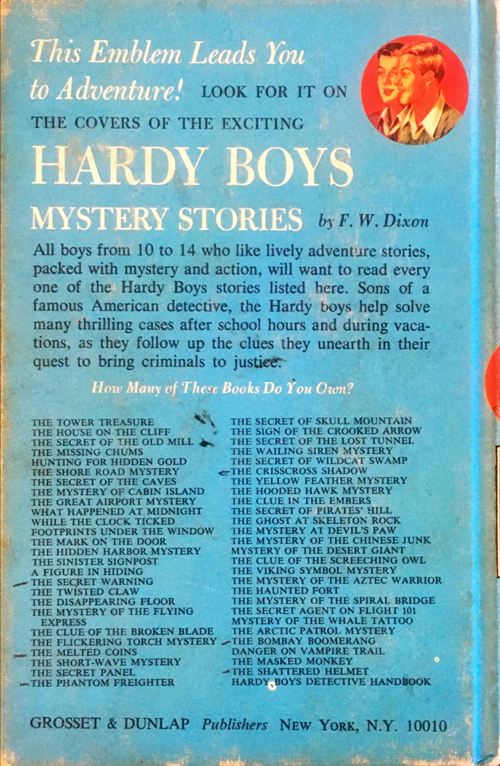 This Emblem Leads You
to Adventure! LOOK FOR IT ON
THE COVERS OF THE EXCITING
HARDY BOYS
MYSTERY STORIES by F. W. Dixon
All boys from 10 to 14 who like lively adventure stories,
packed with mystery and action, will want to read every
one of the Hardy Boys stories listed here. Sons of a
famous American detective, the Hardy boys help solve
many thrilling cases after school hours and during vaca-
tions, as they follow up the clues they unearth in their
quest to bring criminals to justice.
How Many of These Books Do You Own?
THE TOWER TREASURE
THE HOUSE ON THE CLIFF
THE SECRET OF THE OLD MILL
THE MISSING CHUMS
HUNTING FOR HIDDEN GOLD
THE SHORE ROAD MYSTERY
THE SECRET OF THE CAVES
THE MYSTERY OF CABIN ISLAND
THE GREAT AIRPORT MYSTERY
WHAT HAPPENED AT MIDNIGHT
WHILE THE CLOCK TICKED
FOOTPRINTS UNDER THE WINDOW
THE MARK ON THE DOOR
THE HIDDEN HARBOR MYSTERY
THE SINISTER SIGNPOST
A FIGURE IN HIDING
THE SECRET WARNING
THE TWISTED CLAW
THE DISAPPEARING FLOOR
THE MYSTERY OF THE FLYING
EXPRESS
THE CLUE OF THE BROKEN BLADE
THE FLICKERING TORCH MYSTERY
THE MELTED COINS
THE SHORT-WAVE MYSTERY
THE SECRET PANEL
THE PHANTOM FREIGHTER
THE SECRET OF SKULL MOUNTAIN
THE SIGN OF THE CROOKED ARROW
THE SECRET OF THE LOST TUNNEL
THE WAILING SIREN MYSTERY
THE SECRET OF WILDCAT SWAMP
THE CRISSCROSS SHADOW
THE YELLOW FEATHER MYSTERY
THE HOODED HAWK MYSTERY
THE CLUE IN THE EMBERS
THE SECRET OF PIRATES' HILL
THE GHOST AT SKELETON ROCK
THE MYSTERY AT DEVIL'S PAW
THE MYSTERY OF THE CHINESE JUNK
MYSTERY OF THE DESERT GIANT
THE CLUE OF THE SCREECHING OWL
THE VIKING SYMBOL MYSTERY
THE MYSTERY OF THE AZTEC WARRIOR
THE HAUNTED FORT
THE MYSTERY OF THE SPIRAL BRIDGE
THE SECRET AGENT ON FLIGHT 101
MYSTERY OF THE WHALE TATTOO
THE ARCTIC PATROL MYSTERY
THE BOMBAY BOOMERANG
DANGER ON VAMPIRE TRAIL
THE MASKED MONKEY
THE SHATTERED HELMET
HARDY BOYS DETECTIVE HANDBOOK
GROSSET & DUNLAP Publishers NEW YORK, N.Y. 10010